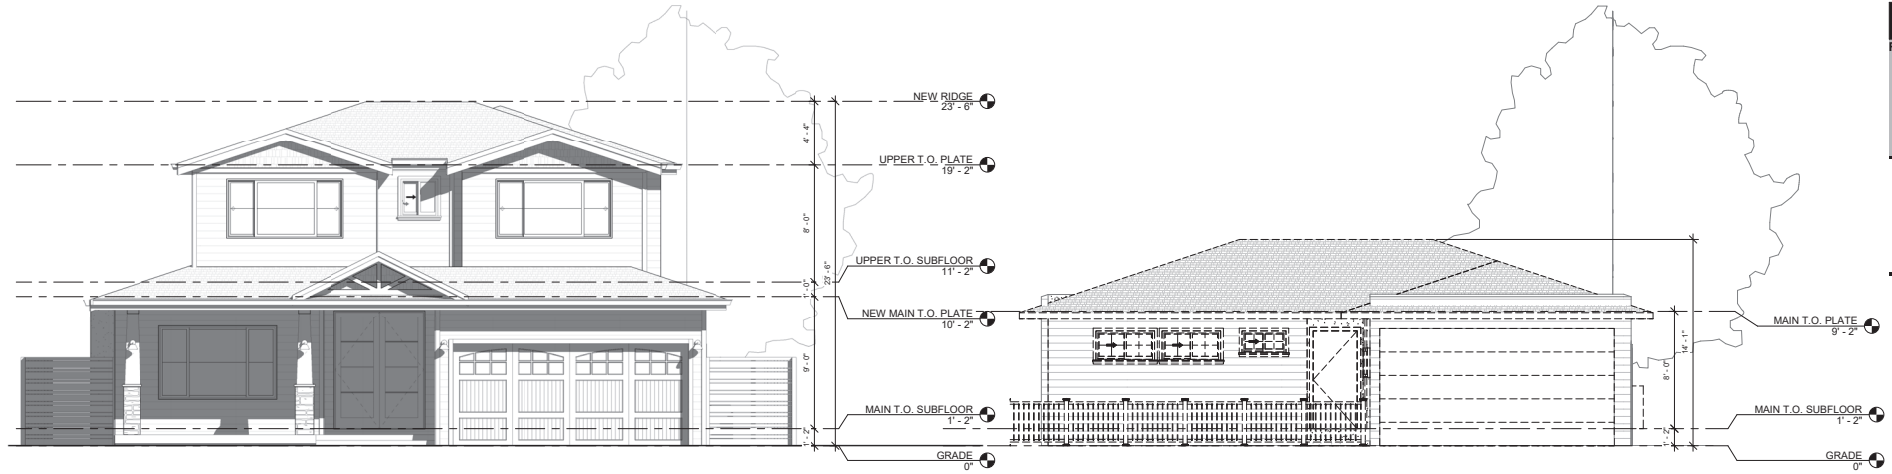 NEW RIDGE
23' - 6"
UPPER T.O. PLATE
19' - 2"
UPPER T.O. SUBFLOOR
11' - 2"
NEW MAIN T.O. PLATE
10' - 2"
MAIN T.O. SUBFLOOR
1' - 2"
GRADE
0"
4' - 4"
8' - 0"
1' - 0"
23' - 6"
9' - 0"
1' - 2"
MAIN T.O. PLATE
9' - 2"
MAIN T.O. SUBFLOOR
1' - 2"
GRADE
0"
14' - 1"
8' - 0"
1' - 2"